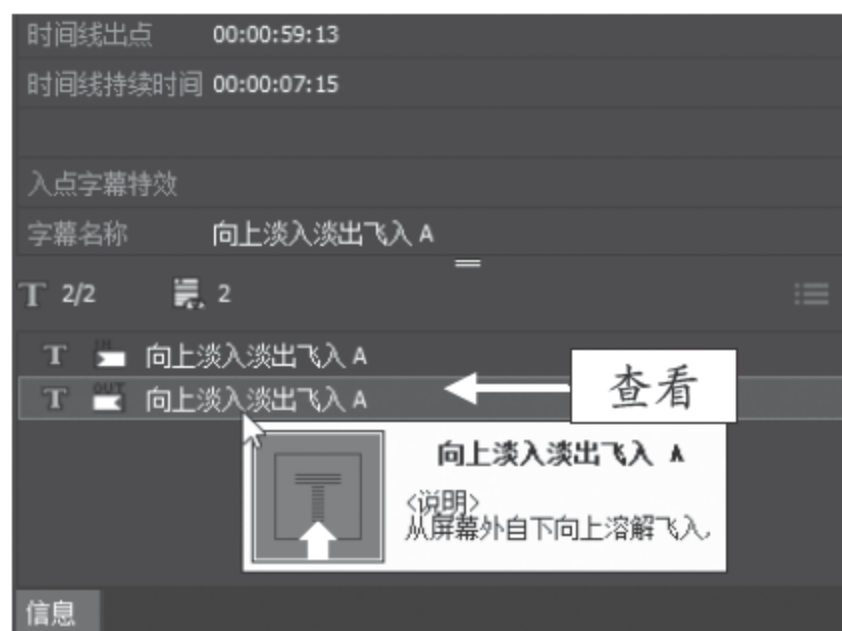 时间线出点 00:00:59:13
时间线持续时间 00:00:07:15
入点字幕特效
字幕名称 向上淡入淡出飞入 A
T 2/2 2
T IN 向上淡入淡出飞入 A
T OUT 向上淡入淡出飞入 A
查看
向上淡入淡出飞入 A
<说明>
从屏幕外自下向上溶解飞入.
T
信息